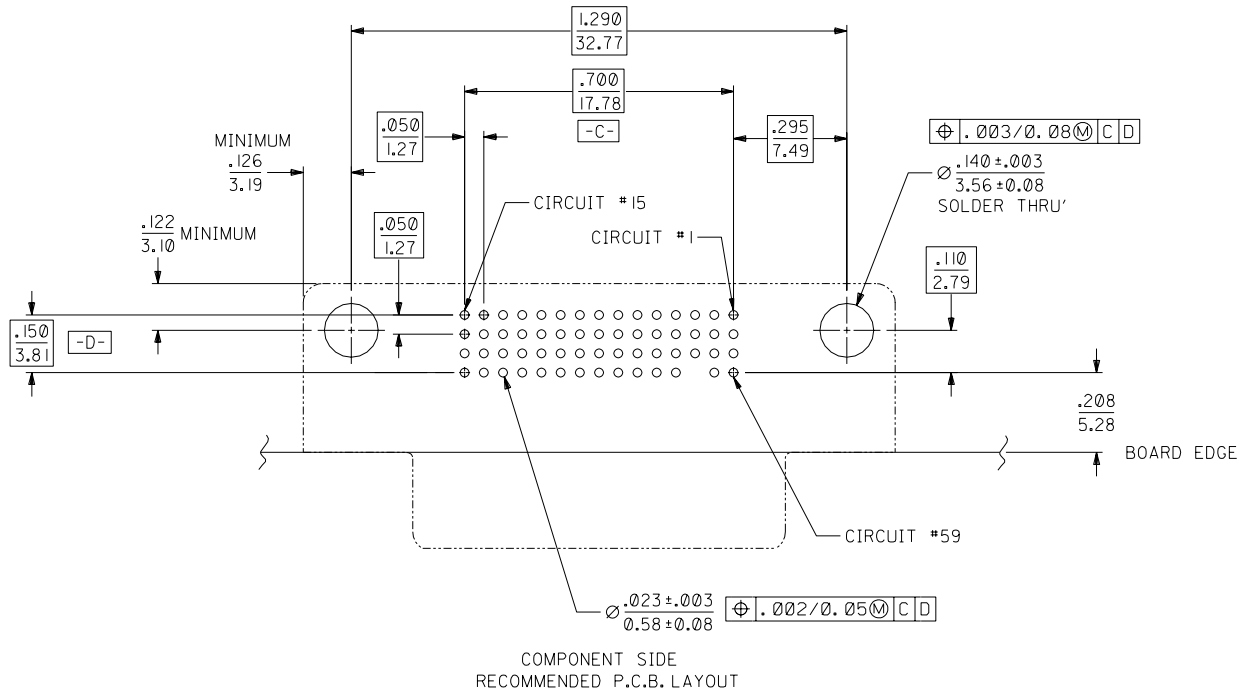 1.290
32.77
.700
17.78
-C-
.050
1.27
.295
7.49
⌖ .003/0.08Ⓜ C D
MINIMUM
.126
3.19
Ø .140 ±.003
3.56 ±0.08
SOLDER THRU'
CIRCUIT #15
CIRCUIT #1
.122
3.10 MINIMUM
.050
1.27
.110
2.79
.150
3.81
-D-
.208
5.28
BOARD EDGE
CIRCUIT #59
Ø .023 ±.003
0.58 ±0.08
⌖ .002/0.05Ⓜ C D
COMPONENT SIDE
RECOMMENDED P.C.B. LAYOUT